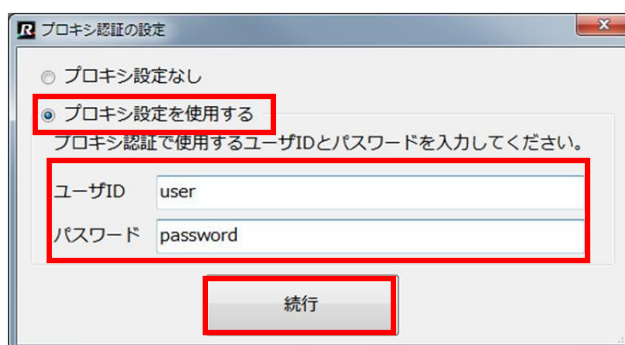 R プロキシ認証の設定
プロキシ設定なし
プロキシ設定を使用する
プロキシ認証で使用するユーザIDとパスワードを入力してください。
ユーザID user
パスワード password
続行